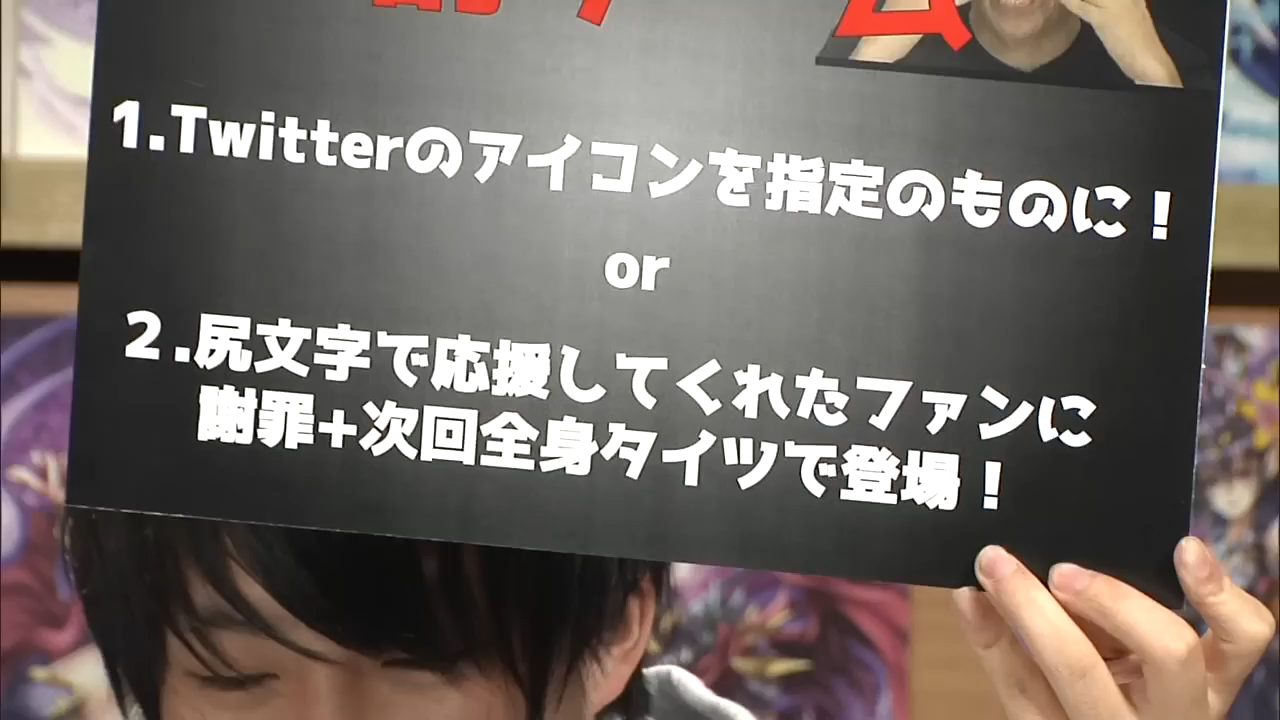 1.Twitterのアイコンを指定のものに！
or
２.尻文字で応援してくれたファンに
謝罪+次回全身タイツで登場！